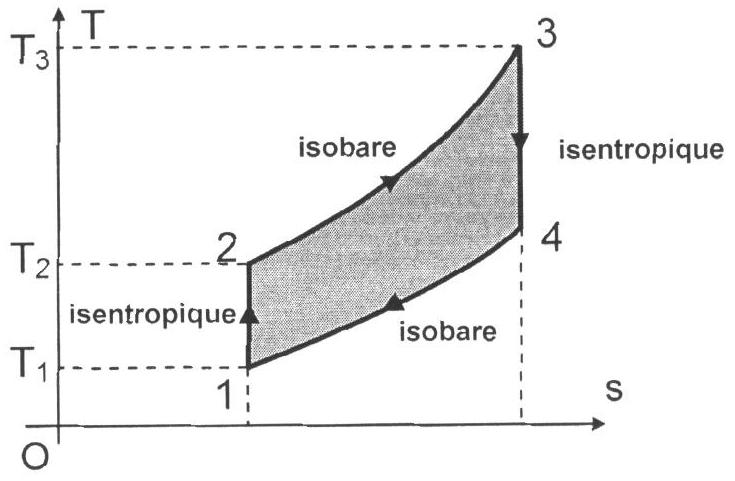 T
3
T₃
isobare
isentropique
2
4
T₂
isentropique
isobare
T₁
1
s
O